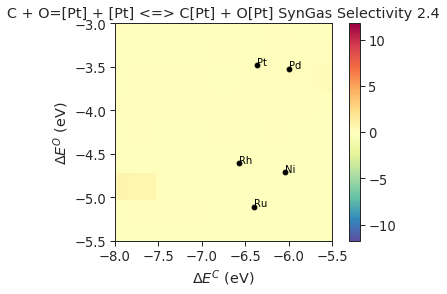 C + O=[Pt] + [Pt] <=> C[Pt] + O[Pt] SynGas Selectivity 2.4
−3.0
−3.5
−4.0
−4.5
−5.0
−5.5
ΔE^O (eV)
Pt
Pd
Rh
Ni
Ru
−8.0 −7.5 −7.0 −6.5 −6.0 −5.5
ΔE^C (eV)
10
5
0
−5
−10